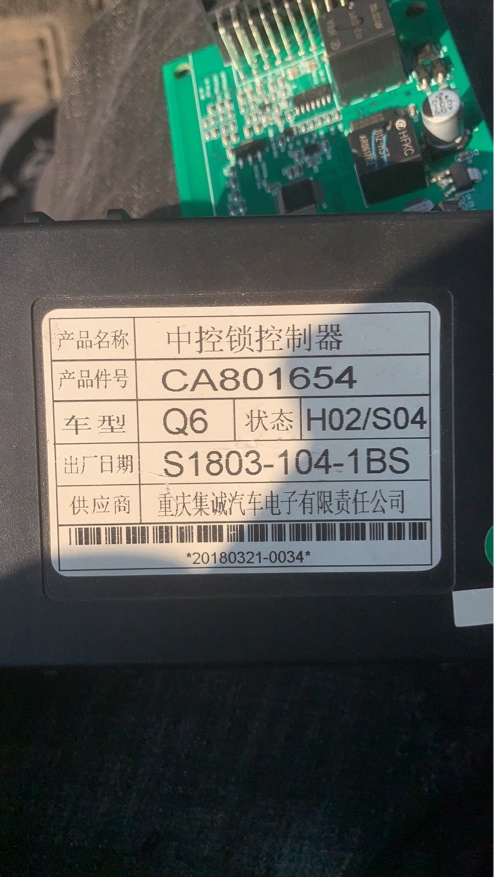 HFKC
产品名称 中控锁控制器
产品件号 CA801654
车型 Q6 状态 H02/S04
出厂日期 S1803-104-1BS
供应商 重庆集诚汽车电子有限责任公司
*20180321-0034*